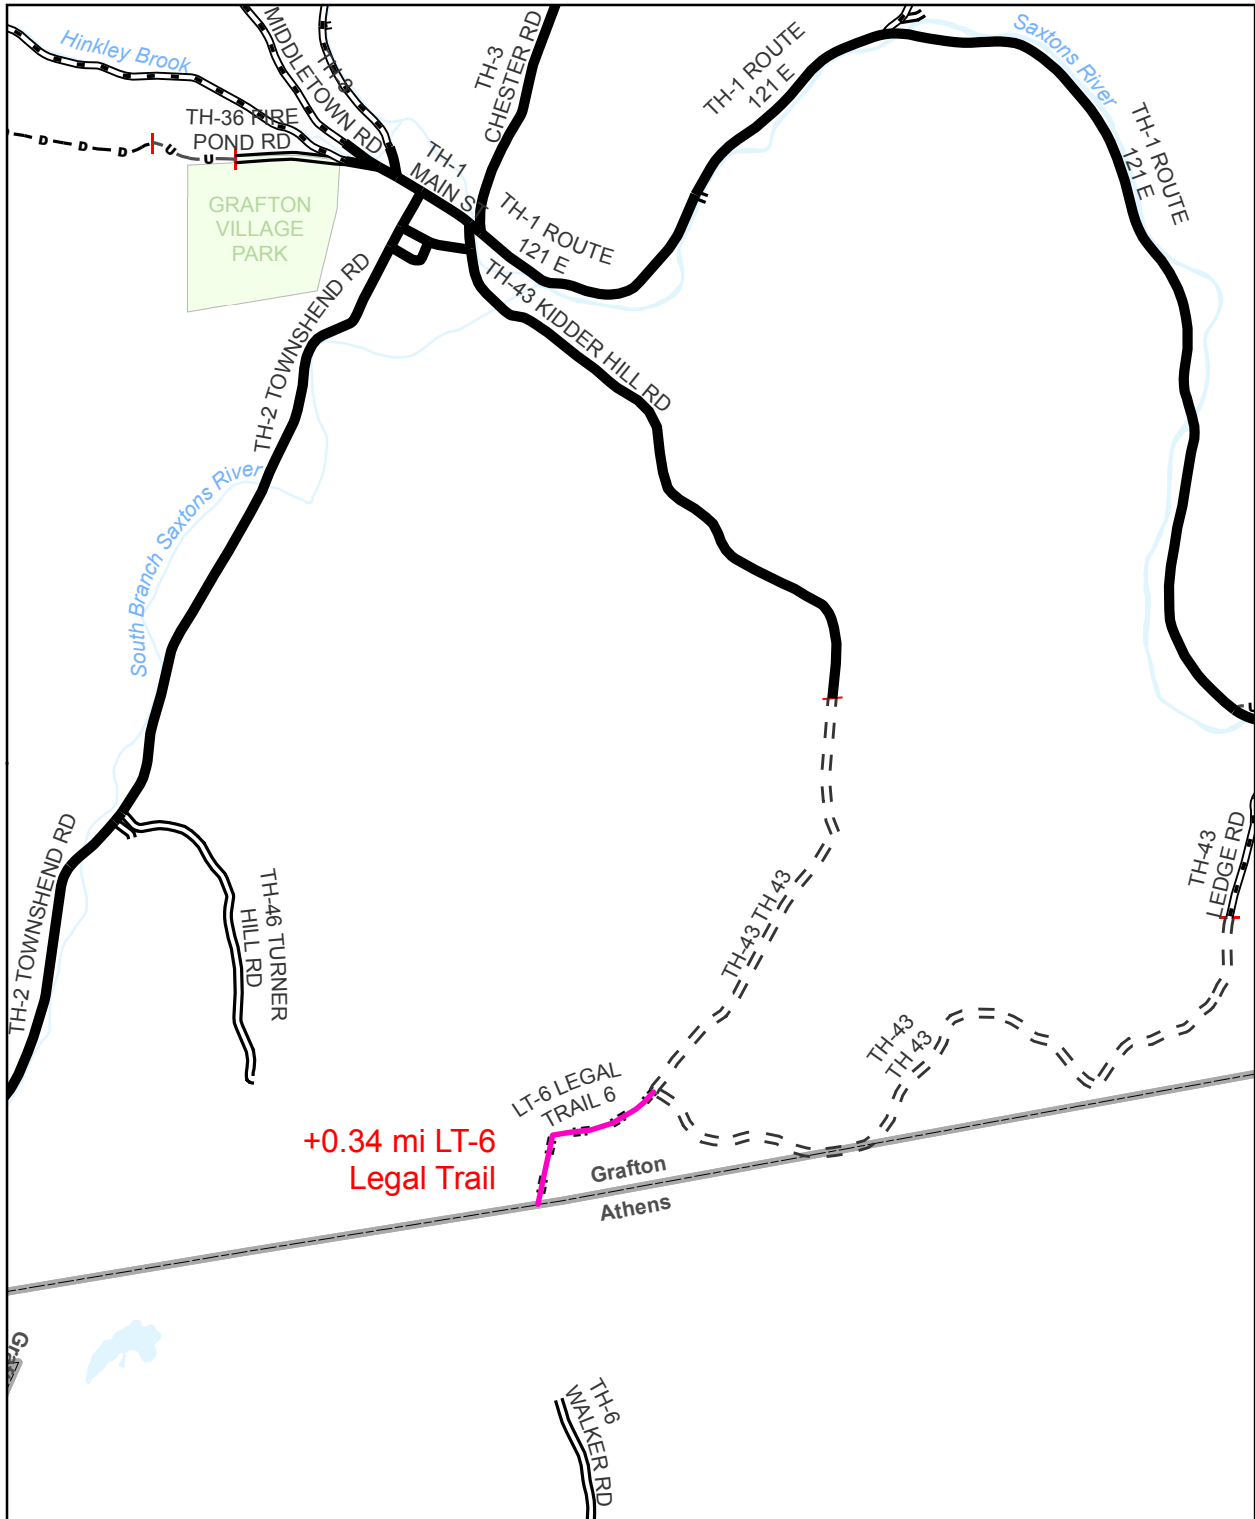 Hinkley Brook
MIDDLETOWN RD
TH-3
CHESTER RD
TH-1 ROUTE
121 E
Saxtons River
TH-1 ROUTE
121 E
TH-36 FIRE
POND RD
D D D U U
TH-1
MAIN ST
GRAFTON
VILLAGE
PARK
TH-1 ROUTE
121 E
TH-43 KIDDER HILL RD
TH-2 TOWNSHEND RD
South Branch Saxtons River
U
TH-2 TOWNSHEND RD
TH-46 TURNER
HILL RD
TH-43
LEDGE RD
TH-43 TH 43
TH-43
TH 43
LT-6 LEGAL
TRAIL 6
+0.34 mi LT-6
Legal Trail
Grafton
Athens
TH-6
WALKER RD